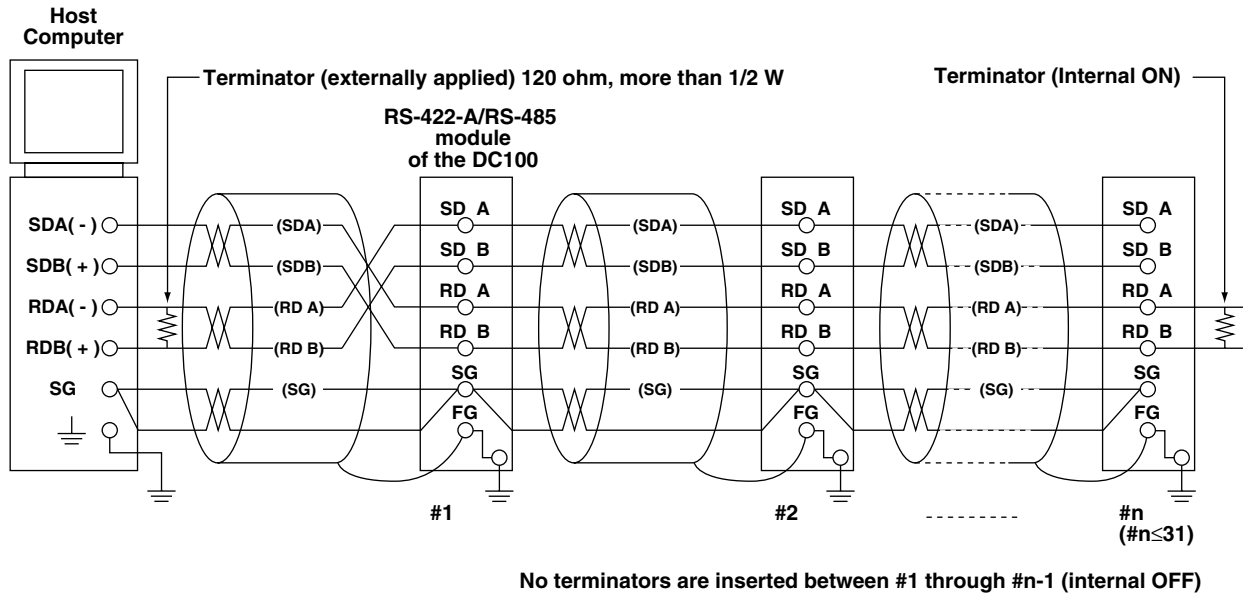 Host
Computer
Terminator (externally applied) 120 ohm, more than 1/2 W
Terminator (Internal ON)
RS-422-A/RS-485
module
of the DC100
SDA( - ) (SDA) SD A (SDA) SD A (SDA) SD A
SDB( + ) (SDB) SD B (SDB) SD B (SDB) SD B
RDA( - ) (RD A) RD A (RD A) RD A (RD A) RD A
RDB( + ) (RD B) RD B (RD B) RD B (RD B) RD B
SG (SG) SG (SG) SG (SG) SG
FG FG FG
#1 #2 #n
(#n≤31)
No terminators are inserted between #1 through #n-1 (internal OFF)